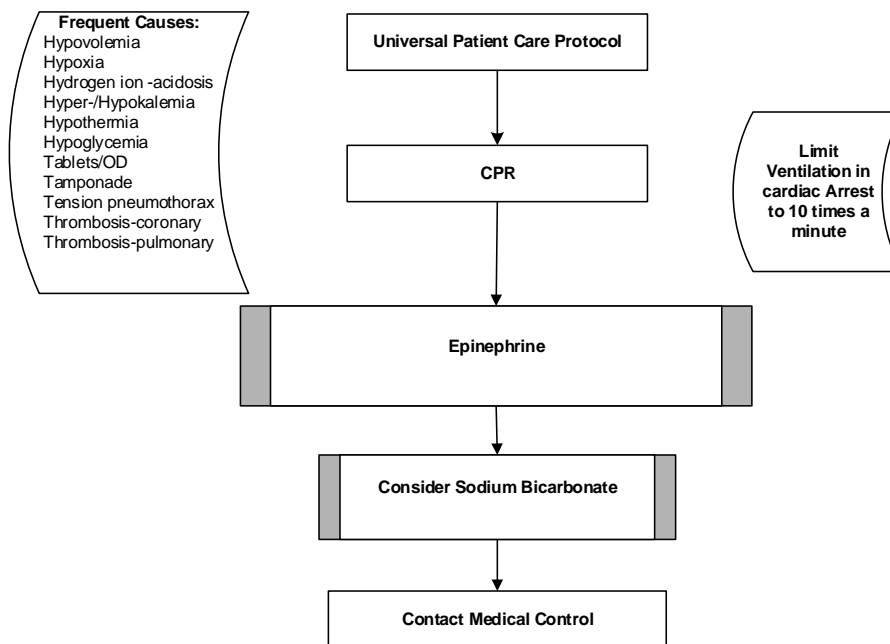 Frequent Causes:
Hypovolemia
Hypoxia
Hydrogen ion -acidosis
Hyper-/Hypokalemia
Hypothermia
Hypoglycemia
Tablets/OD
Tamponade
Tension pneumothorax
Thrombosis-coronary
Thrombosis-pulmonary
Universal Patient Care Protocol
CPR
Limit
Ventilation in
cardiac Arrest
to 10 times a
minute
Epinephrine
Consider Sodium Bicarbonate
Contact Medical Control